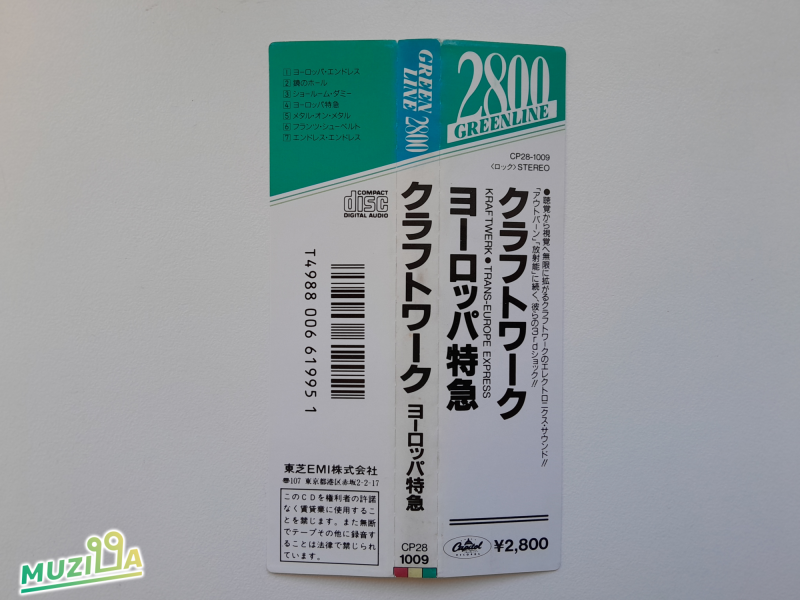 ① ヨーロッパ・エンドレス
② 鏡のホール
③ ショールーム・ダミー
④ ヨーロッパ特急
⑤ メタル・オン・メタル
⑥ フランツ・シューベルト
⑦ エンドレス・エンドレス
COMPACT
disc
DIGITAL AUDIO
T4988 006 61995 1
東芝EMI株式会社
〠107 東京都港区赤坂2-2-17
このCDを権利者の許諾
なく賃貸業に使用するこ
とを禁じます。また無断
でテープその他に録音す
ることは法律で禁じられ
ています。
GREEN
LINE 2800
クラフトワーク
ヨーロッパ特急
CP28
1009
2800
GREENLINE
CP28-1009
〈ロック〉STEREO
●聴覚から視覚へ無限に拡がるクラフトワークのエレクトロニクス・サウンド!!
「アウトバーン」「放射能」に続く、彼らの3rdショック!!
クラフトワーク
ヨーロッパ特急
KRAFTWERK●TRANS-EUROPE EXPRESS
Capitol
RECORDS
¥2,800
MUZILLA